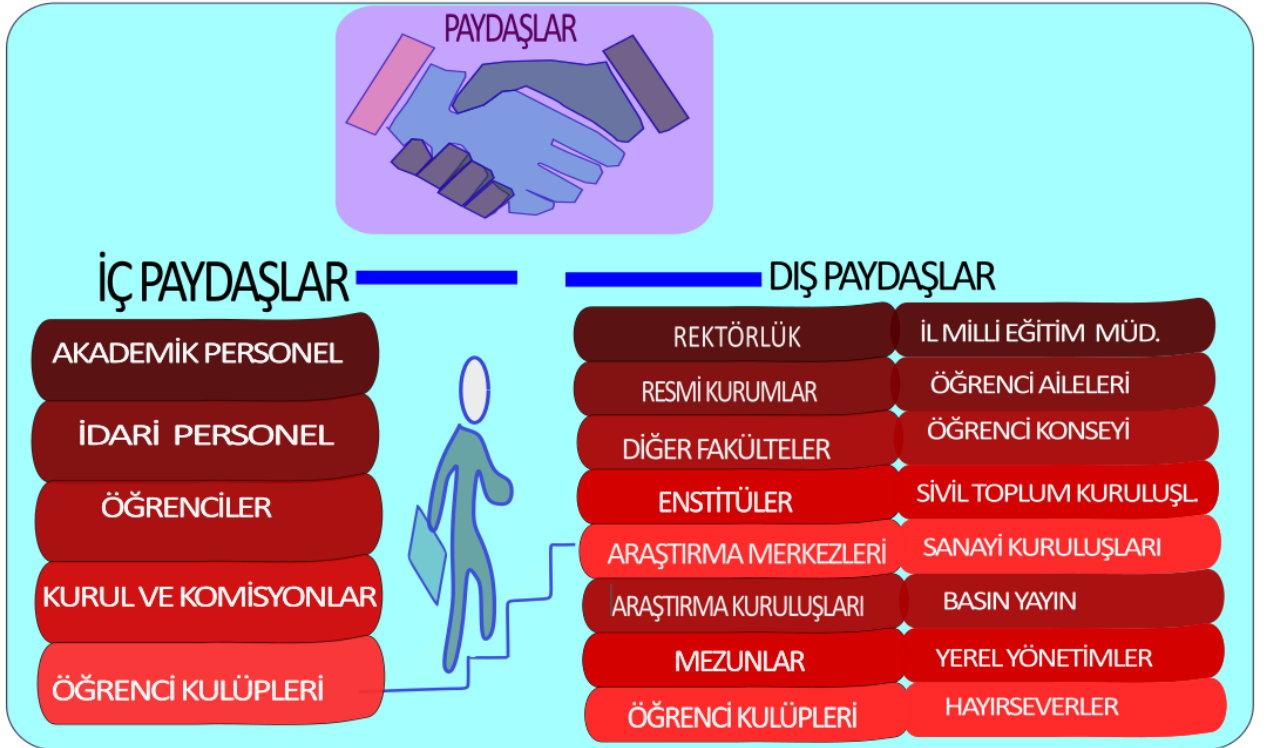 PAYDAŞLAR
İÇ PAYDAŞLAR
AKADEMİK PERSONEL
İDARİ PERSONEL
ÖĞRENCİLER
KURUL VE KOMİSYONLAR
ÖĞRENCİ KULÜPLERİ
DIŞ PAYDAŞLAR
REKTÖRLÜK
RESMİ KURUMLAR
DİĞER FAKÜLTELER
ENSTİTÜLER
ARAŞTIRMA MERKEZLERİ
ARAŞTIRMA KURULUŞLARI
MEZUNLAR
ÖĞRENCİ KULÜPLERİ
İL MİLLİ EĞİTİM MÜD.
ÖĞRENCİ AİLELERİ
ÖĞRENCİ KONSEYİ
SİVİL TOPLUM KURULUŞL.
SANAYİ KURULUŞLARI
BASIN YAYIN
YEREL YÖNETİMLER
HAYIRSEVERLER